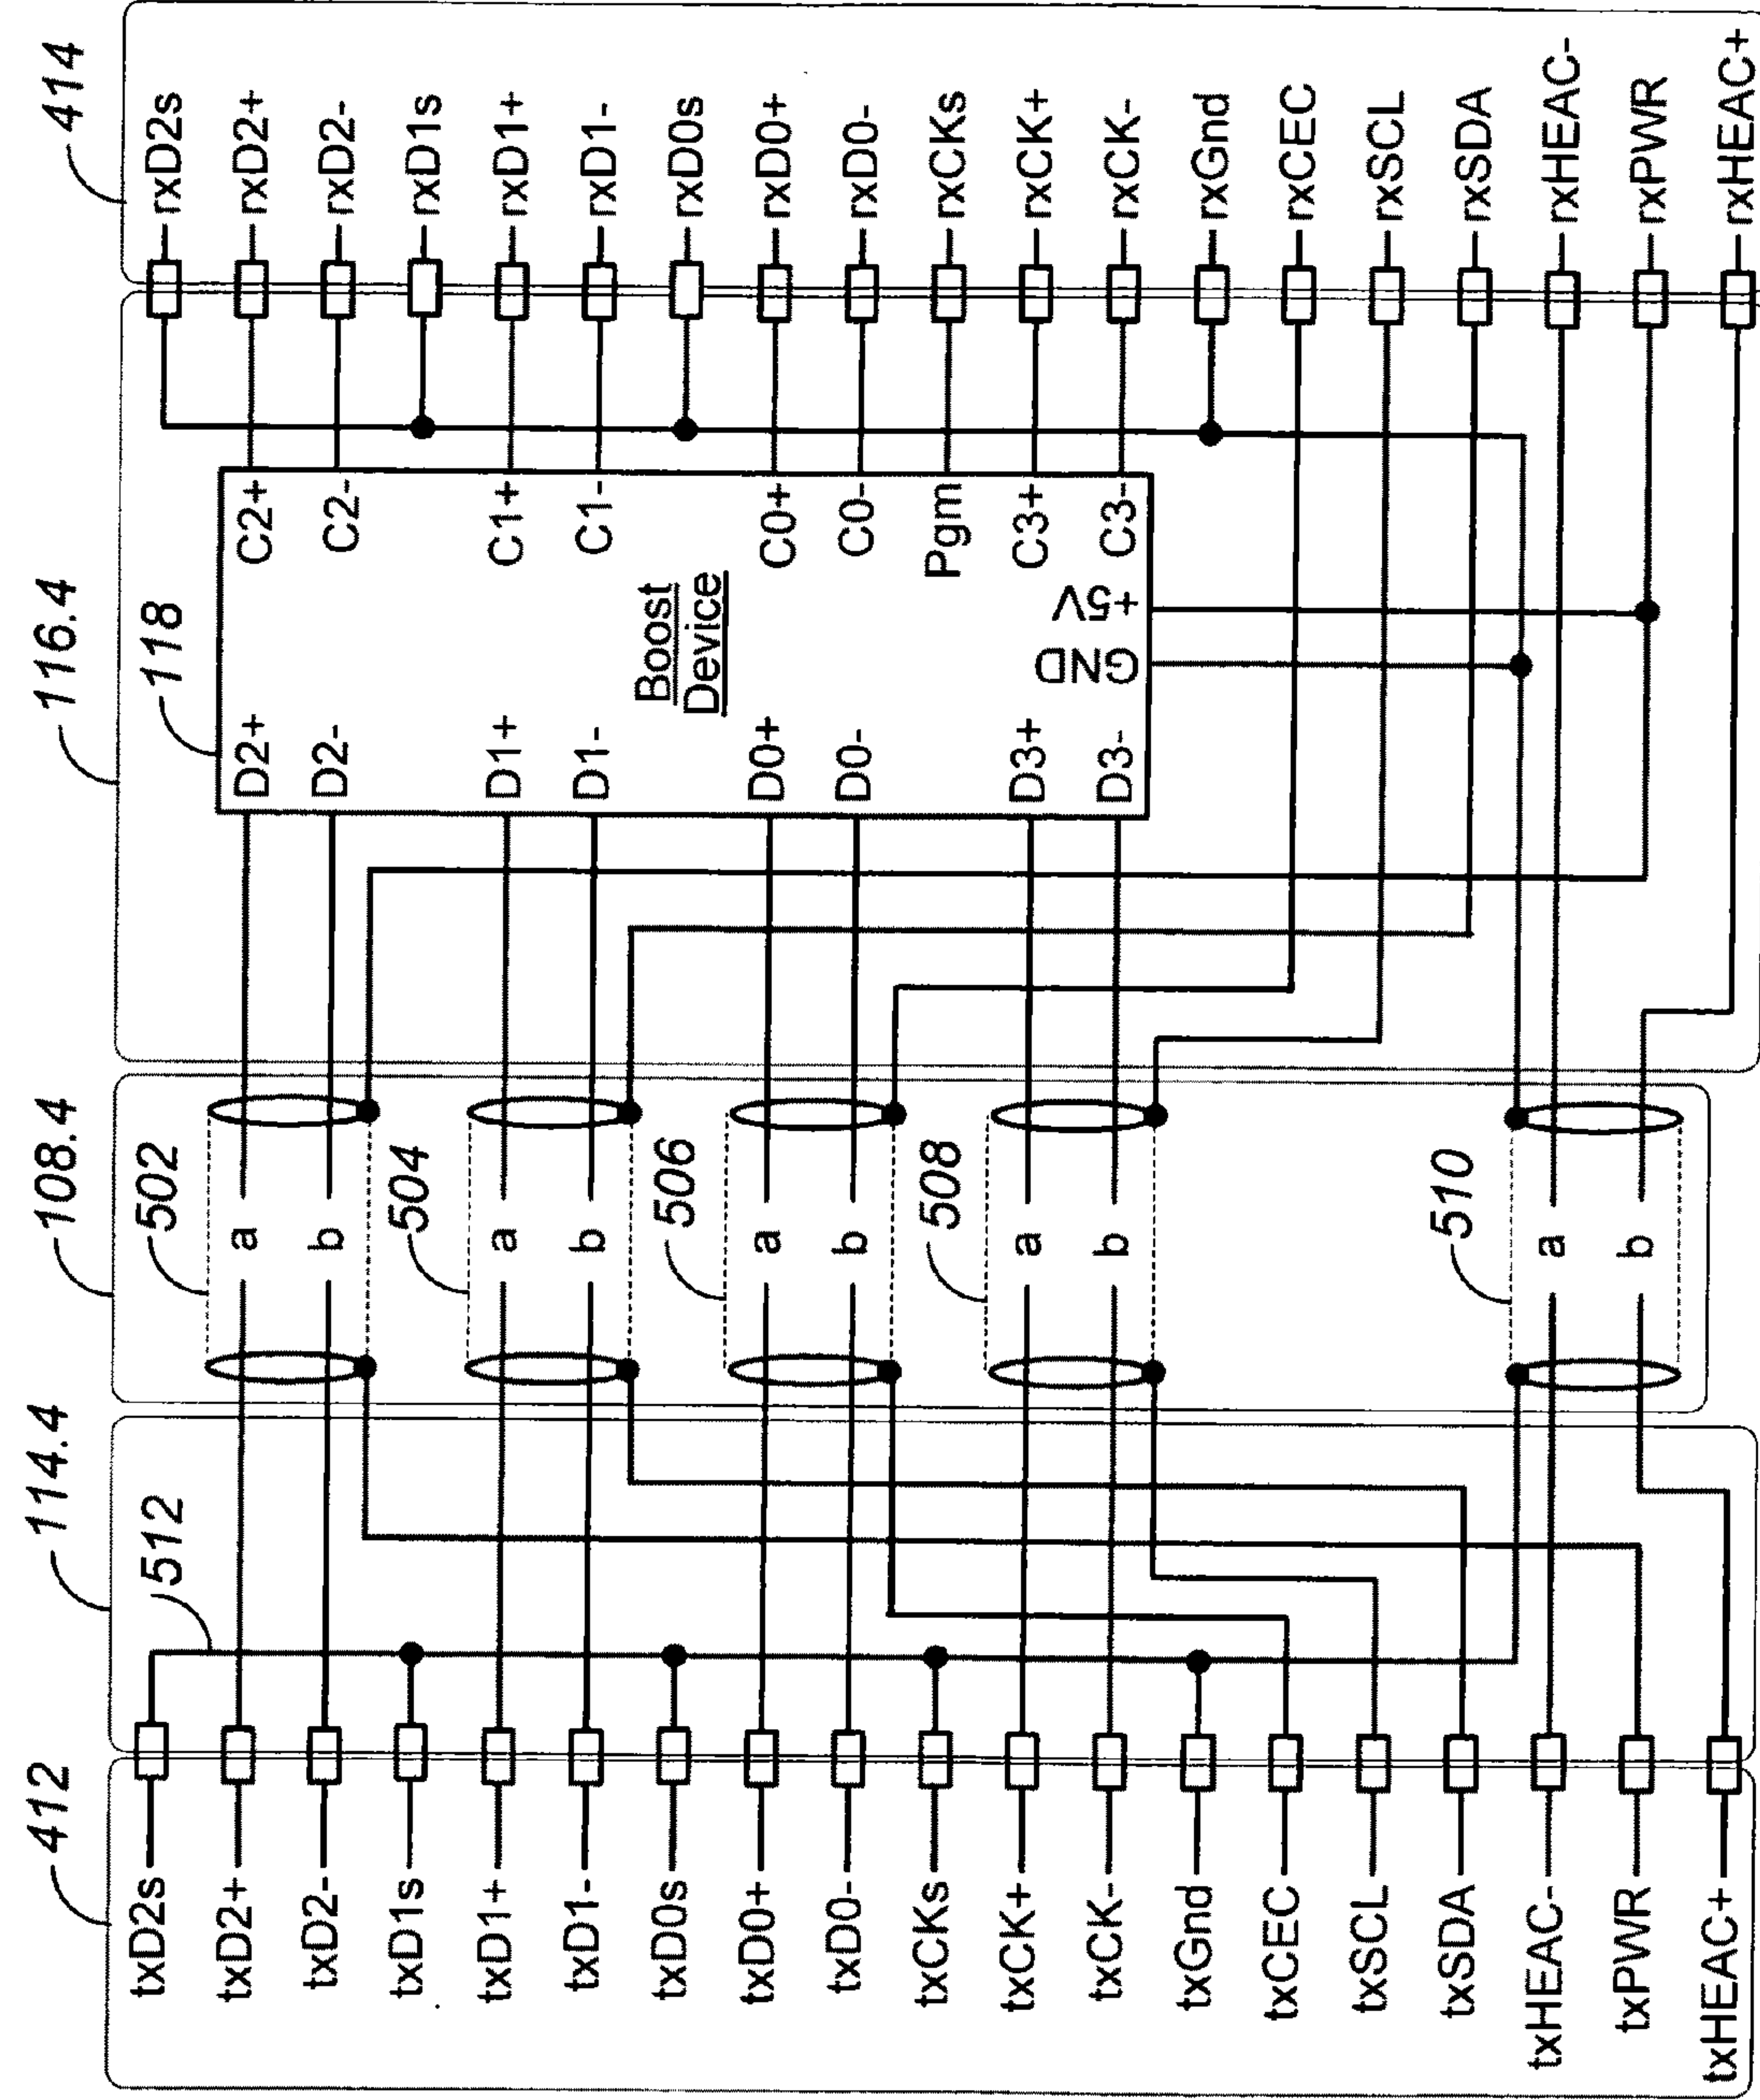 412
114.4
108.4
116.4
414
512
502
504
506
508
510
118
txD2s
txD2+
txD2-
txD1s
txD1+
txD1-
txD0s
txD0+
txD0-
txCKs
txCK+
txCK-
txGnd
txCEC
txSCL
txSDA
txHEAC-
txPWR
txHEAC+
a
b
a
b
a
b
a
b
a
b
D2+
D2-
D1+
D1-
D0+
D0-
D3+
D3-
Boost
Device
GND
+5V
C2+
C2-
C1+
C1-
C0+
C0-
Pgm
C3+
C3-
rxD2s
rxD2+
rxD2-
rxD1s
rxD1+
rxD1-
rxD0s
rxD0+
rxD0-
rxCKs
rxCK+
rxCK-
rxGnd
rxCEC
rxSCL
rxSDA
rxHEAC-
rxPWR
rxHEAC+